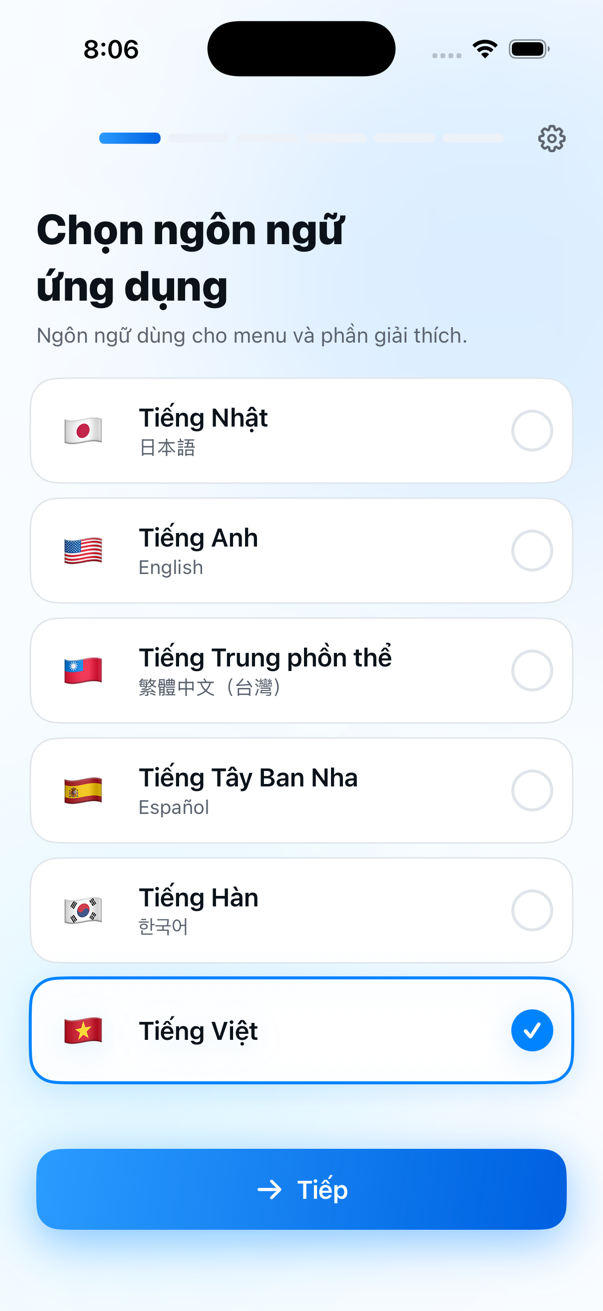 8:06
Chọn ngôn ngữ
ứng dụng
Ngôn ngữ dùng cho menu và phần giải thích.
Tiếng Nhật
日本語
Tiếng Anh
English
Tiếng Trung phồn thể
繁體中文（台灣）
Tiếng Tây Ban Nha
Español
Tiếng Hàn
한국어
Tiếng Việt
Tiếp